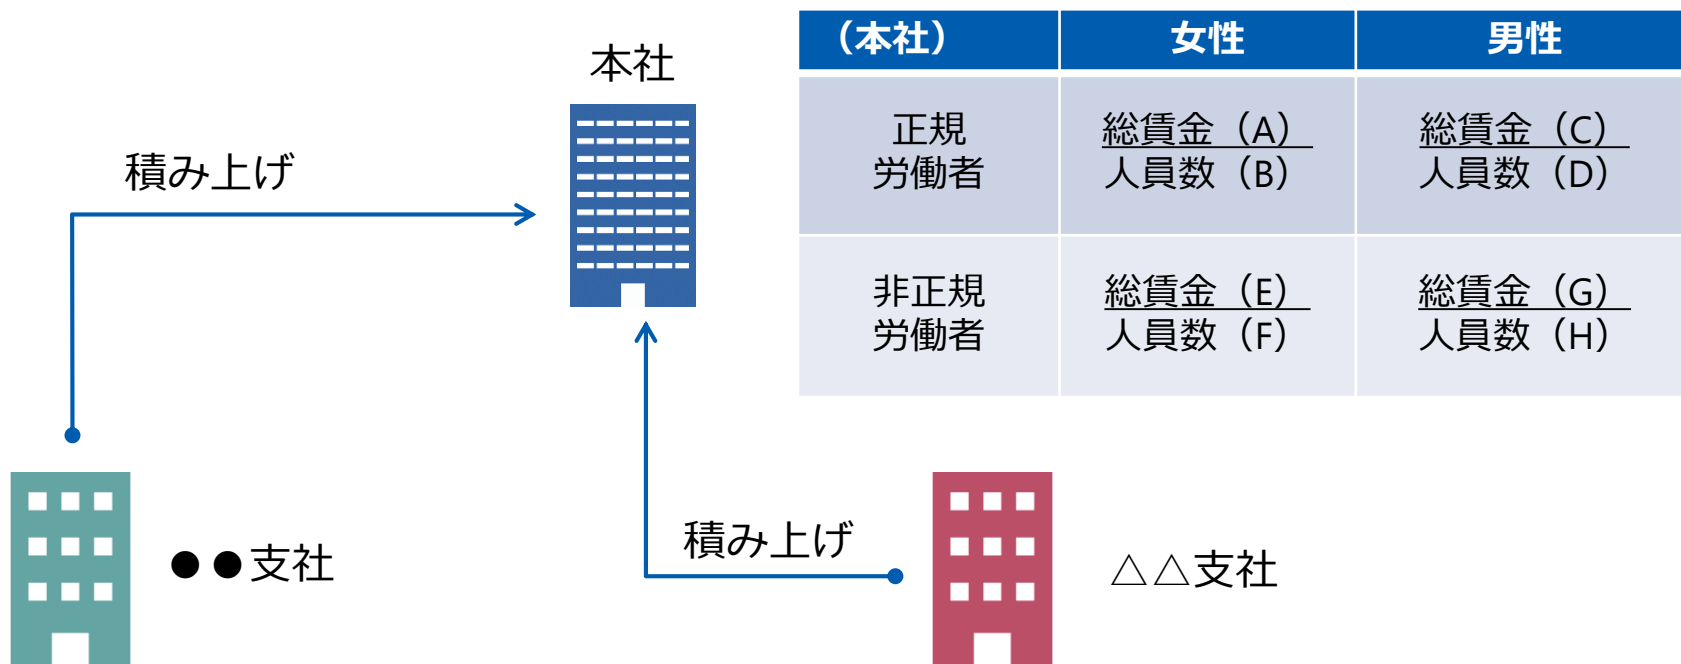 本社
積み上げ
(本社) 女性 男性
正規
労働者
総賃金(A)
人員数(B)
総賃金(C)
人員数(D)
非正規
労働者
総賃金(E)
人員数(F)
総賃金(G)
人員数(H)
●●支社
積み上げ
△△支社